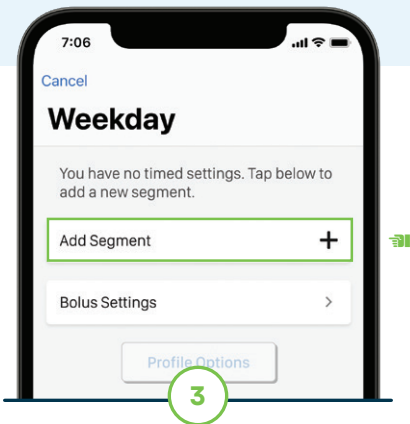 7:06
Cancel
Weekday
You have no timed settings. Tap below to
add a new segment.
Add Segment
Bolus Settings
Profile Options
3